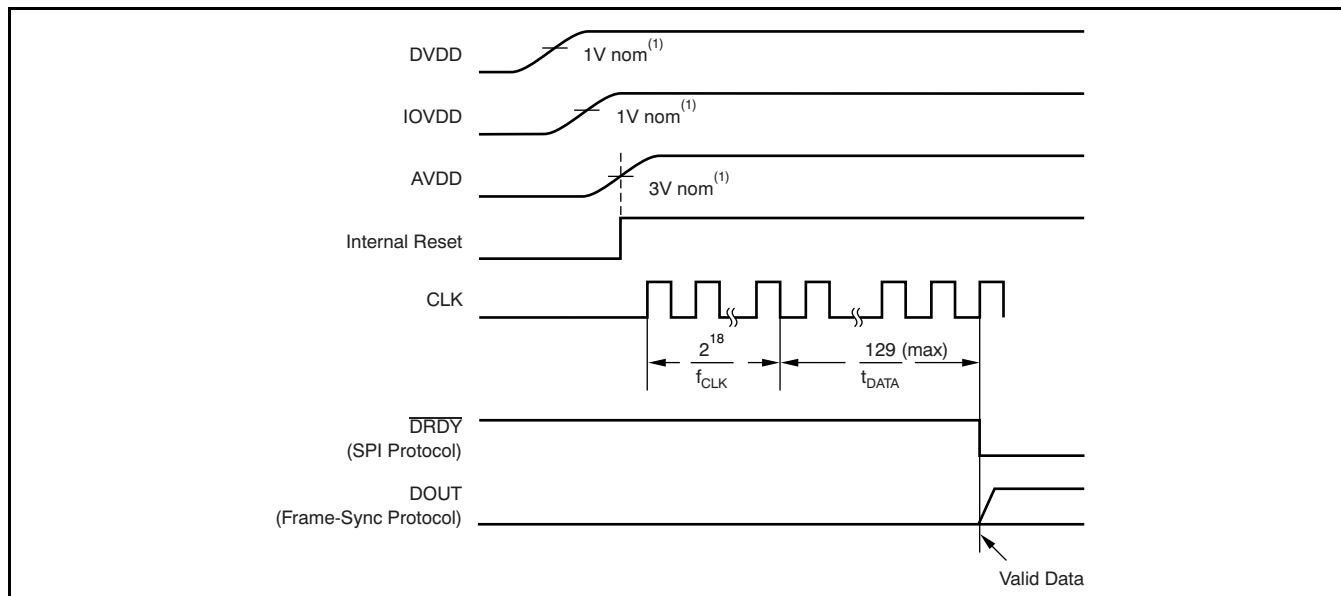 DVDD
1V nom(1)
IOVDD
1V nom(1)
AVDD
3V nom(1)
Internal Reset
CLK
2^18
f_CLK
129 (max)
t_DATA
DRDY
(SPI Protocol)
DOUT
(Frame-Sync Protocol)
Valid Data